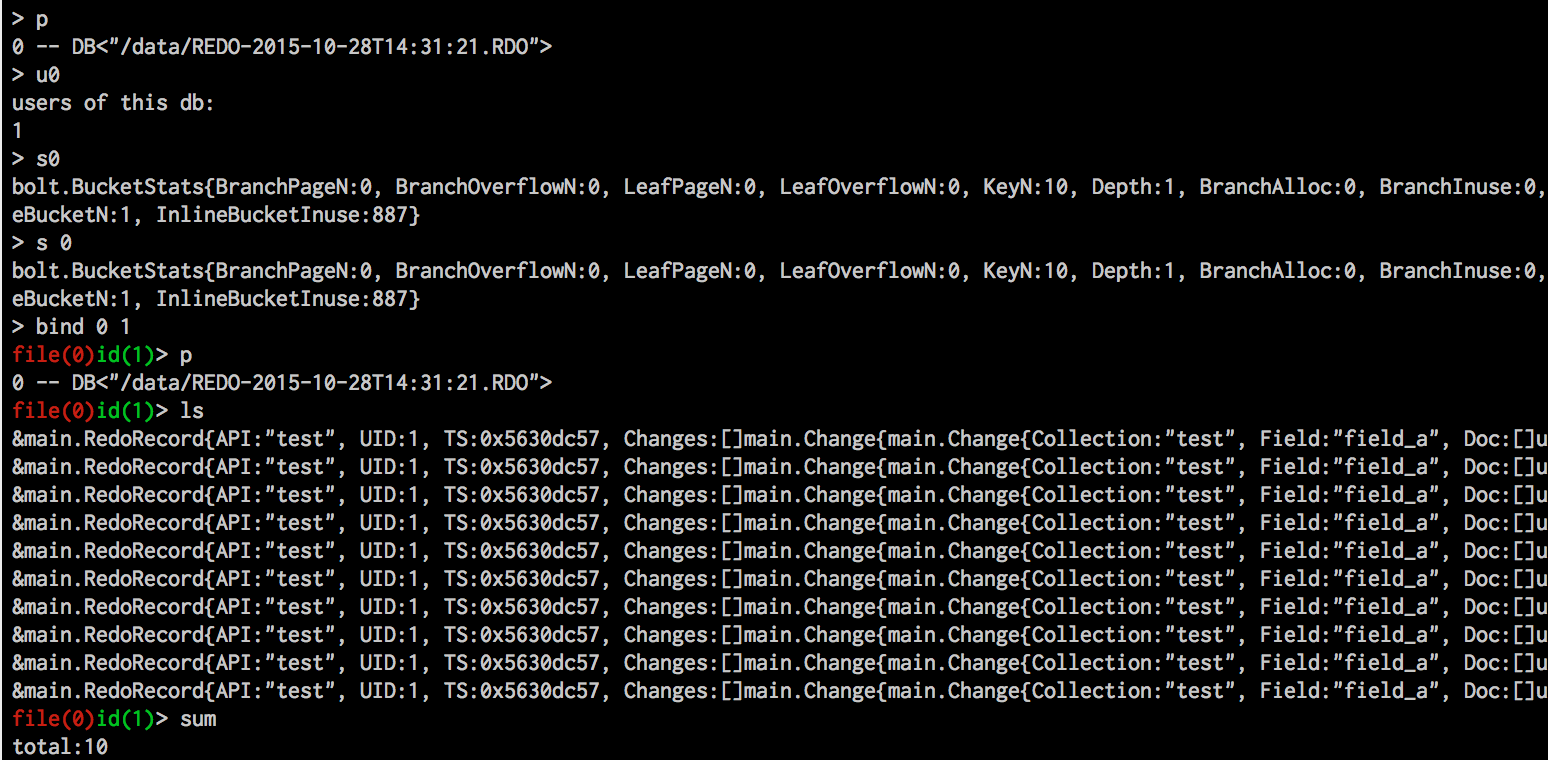 > p
0 -- DB<"/data/REDO-2015-10-28T14:31:21.RDO">
> u0
users of this db:
1
> s0
bolt.BucketStats{BranchPageN:0, BranchOverflowN:0, LeafPageN:0, LeafOverflowN:0, KeyN:10, Depth:1, BranchAlloc:0, BranchInuse:0,
eBucketN:1, InlineBucketInuse:887}
> s 0
bolt.BucketStats{BranchPageN:0, BranchOverflowN:0, LeafPageN:0, LeafOverflowN:0, KeyN:10, Depth:1, BranchAlloc:0, BranchInuse:0,
eBucketN:1, InlineBucketInuse:887}
> bind 0 1
file(0)id(1)> p
0 -- DB<"/data/REDO-2015-10-28T14:31:21.RDO">
file(0)id(1)> ls
&main.RedoRecord{API:"test", UID:1, TS:0x5630dc57, Changes:[]main.Change{main.Change{Collection:"test", Field:"field_a", Doc:[]u
&main.RedoRecord{API:"test", UID:1, TS:0x5630dc57, Changes:[]main.Change{main.Change{Collection:"test", Field:"field_a", Doc:[]u
&main.RedoRecord{API:"test", UID:1, TS:0x5630dc57, Changes:[]main.Change{main.Change{Collection:"test", Field:"field_a", Doc:[]u
&main.RedoRecord{API:"test", UID:1, TS:0x5630dc57, Changes:[]main.Change{main.Change{Collection:"test", Field:"field_a", Doc:[]u
&main.RedoRecord{API:"test", UID:1, TS:0x5630dc57, Changes:[]main.Change{main.Change{Collection:"test", Field:"field_a", Doc:[]u
&main.RedoRecord{API:"test", UID:1, TS:0x5630dc57, Changes:[]main.Change{main.Change{Collection:"test", Field:"field_a", Doc:[]u
&main.RedoRecord{API:"test", UID:1, TS:0x5630dc57, Changes:[]main.Change{main.Change{Collection:"test", Field:"field_a", Doc:[]u
&main.RedoRecord{API:"test", UID:1, TS:0x5630dc57, Changes:[]main.Change{main.Change{Collection:"test", Field:"field_a", Doc:[]u
&main.RedoRecord{API:"test", UID:1, TS:0x5630dc57, Changes:[]main.Change{main.Change{Collection:"test", Field:"field_a", Doc:[]u
&main.RedoRecord{API:"test", UID:1, TS:0x5630dc57, Changes:[]main.Change{main.Change{Collection:"test", Field:"field_a", Doc:[]u
file(0)id(1)> sum
total:10